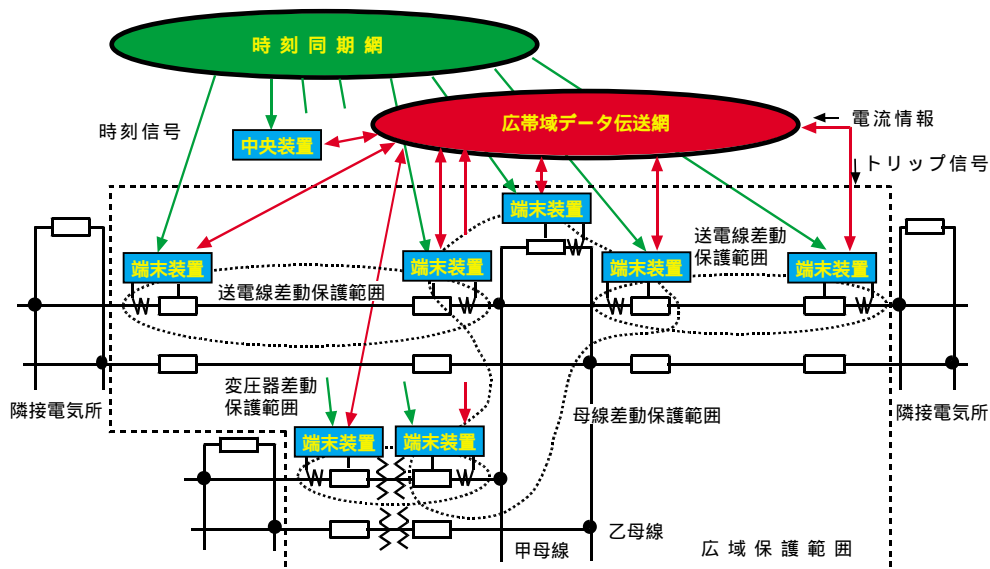 時刻同期網
広帯域データ伝送網
電流情報
時刻信号
中央装置
トリップ信号
端末装置
送電線差動
保護範囲
端末装置
端末装置
端末装置
端末装置
送電線差動保護範囲
変圧器差動
保護範囲
隣接電気所
母線差動保護範囲
隣接電気所
端末装置
端末装置
乙母線
甲母線
広域保護範囲